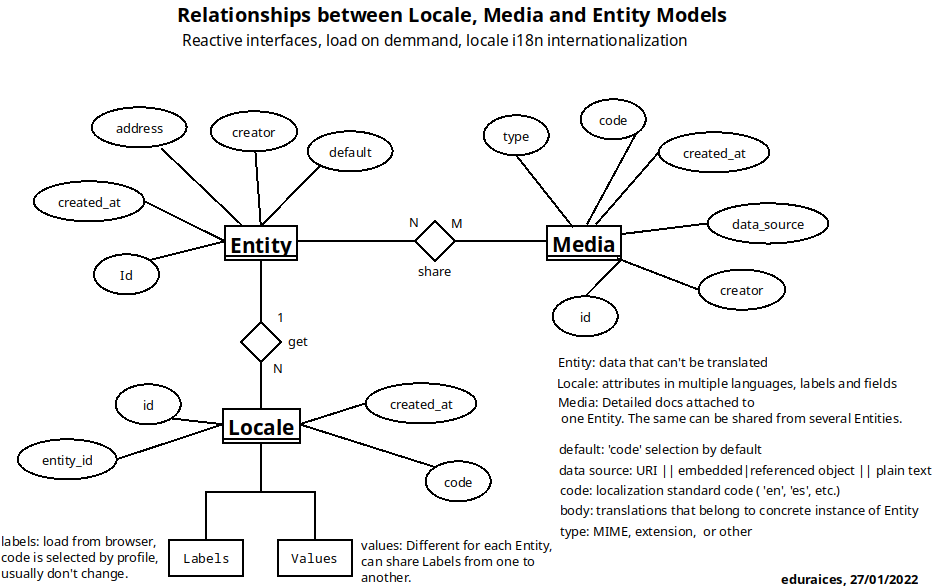 Relationships between Locale, Media and Entity Models
Reactive interfaces, load on demmand, locale i18n internationalization
address
creator
default
created_at
Id
Entity
type
code
created_at
data_source
creator
id
Media
N
M
share
1
get
N
id
entity_id
created_at
code
Locale
Labels
Values
labels: load from browser,
code is selected by profile,
usually don't change.
values: Different for each Entity,
can share Labels from one to
another.
Entity: data that can't be translated
Locale: attributes in multiple languages, labels and fields
Media: Detailed docs attached to
one Entity. The same can be shared from several Entities.
default: 'code' selection by default
data source: URI || embedded|referenced object || plain text
code: localization standard code ( 'en', 'es', etc.)
body: translations that belong to concrete instance of Entity
type: MIME, extension, or other
eduraices, 27/01/2022